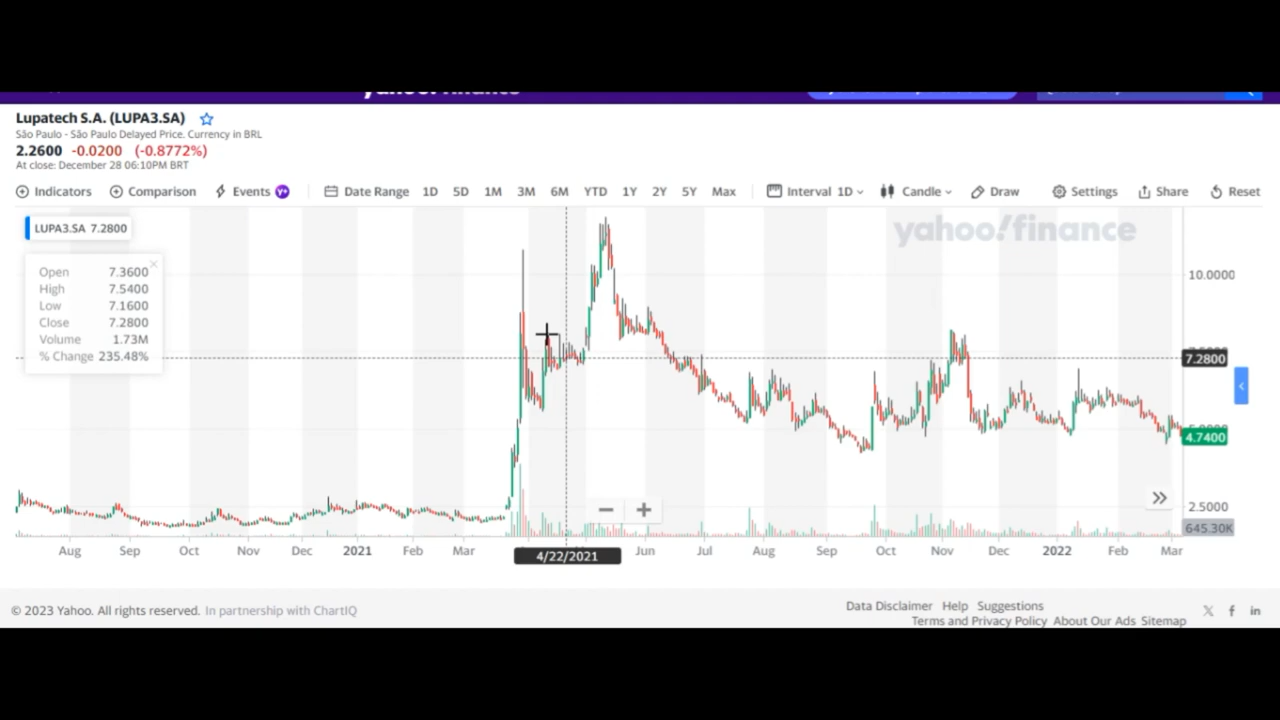 yahoo! finance
Lupatech S.A. (LUPA3.SA)
São Paulo - São Paulo Delayed Price. Currency in BRL
2.2600 -0.0200 (-0.8772%)
At close: December 28 06:10PM BRT
Indicators Comparison Events Y+ Date Range 1D 5D 1M 3M 6M YTD 1Y 2Y 5Y Max Interval 1D Candle Draw Settings Share Reset
LUPA3.SA 7.2800
yahoo!finance
Open 7.3600
High 7.5400
Low 7.1600
Close 7.2800
Volume 1.73M
% Change 235.48%
10.0000
7.2800
4.7400
2.5000
645.30K
Aug Sep Oct Nov Dec 2021 Feb Mar 4/22/2021 Jun Jul Aug Sep Oct Nov Dec 2022 Feb Mar
© 2023 Yahoo. All rights reserved. In partnership with ChartIQ
Data Disclaimer Help Suggestions
Terms and Privacy Policy About Our Ads Sitemap